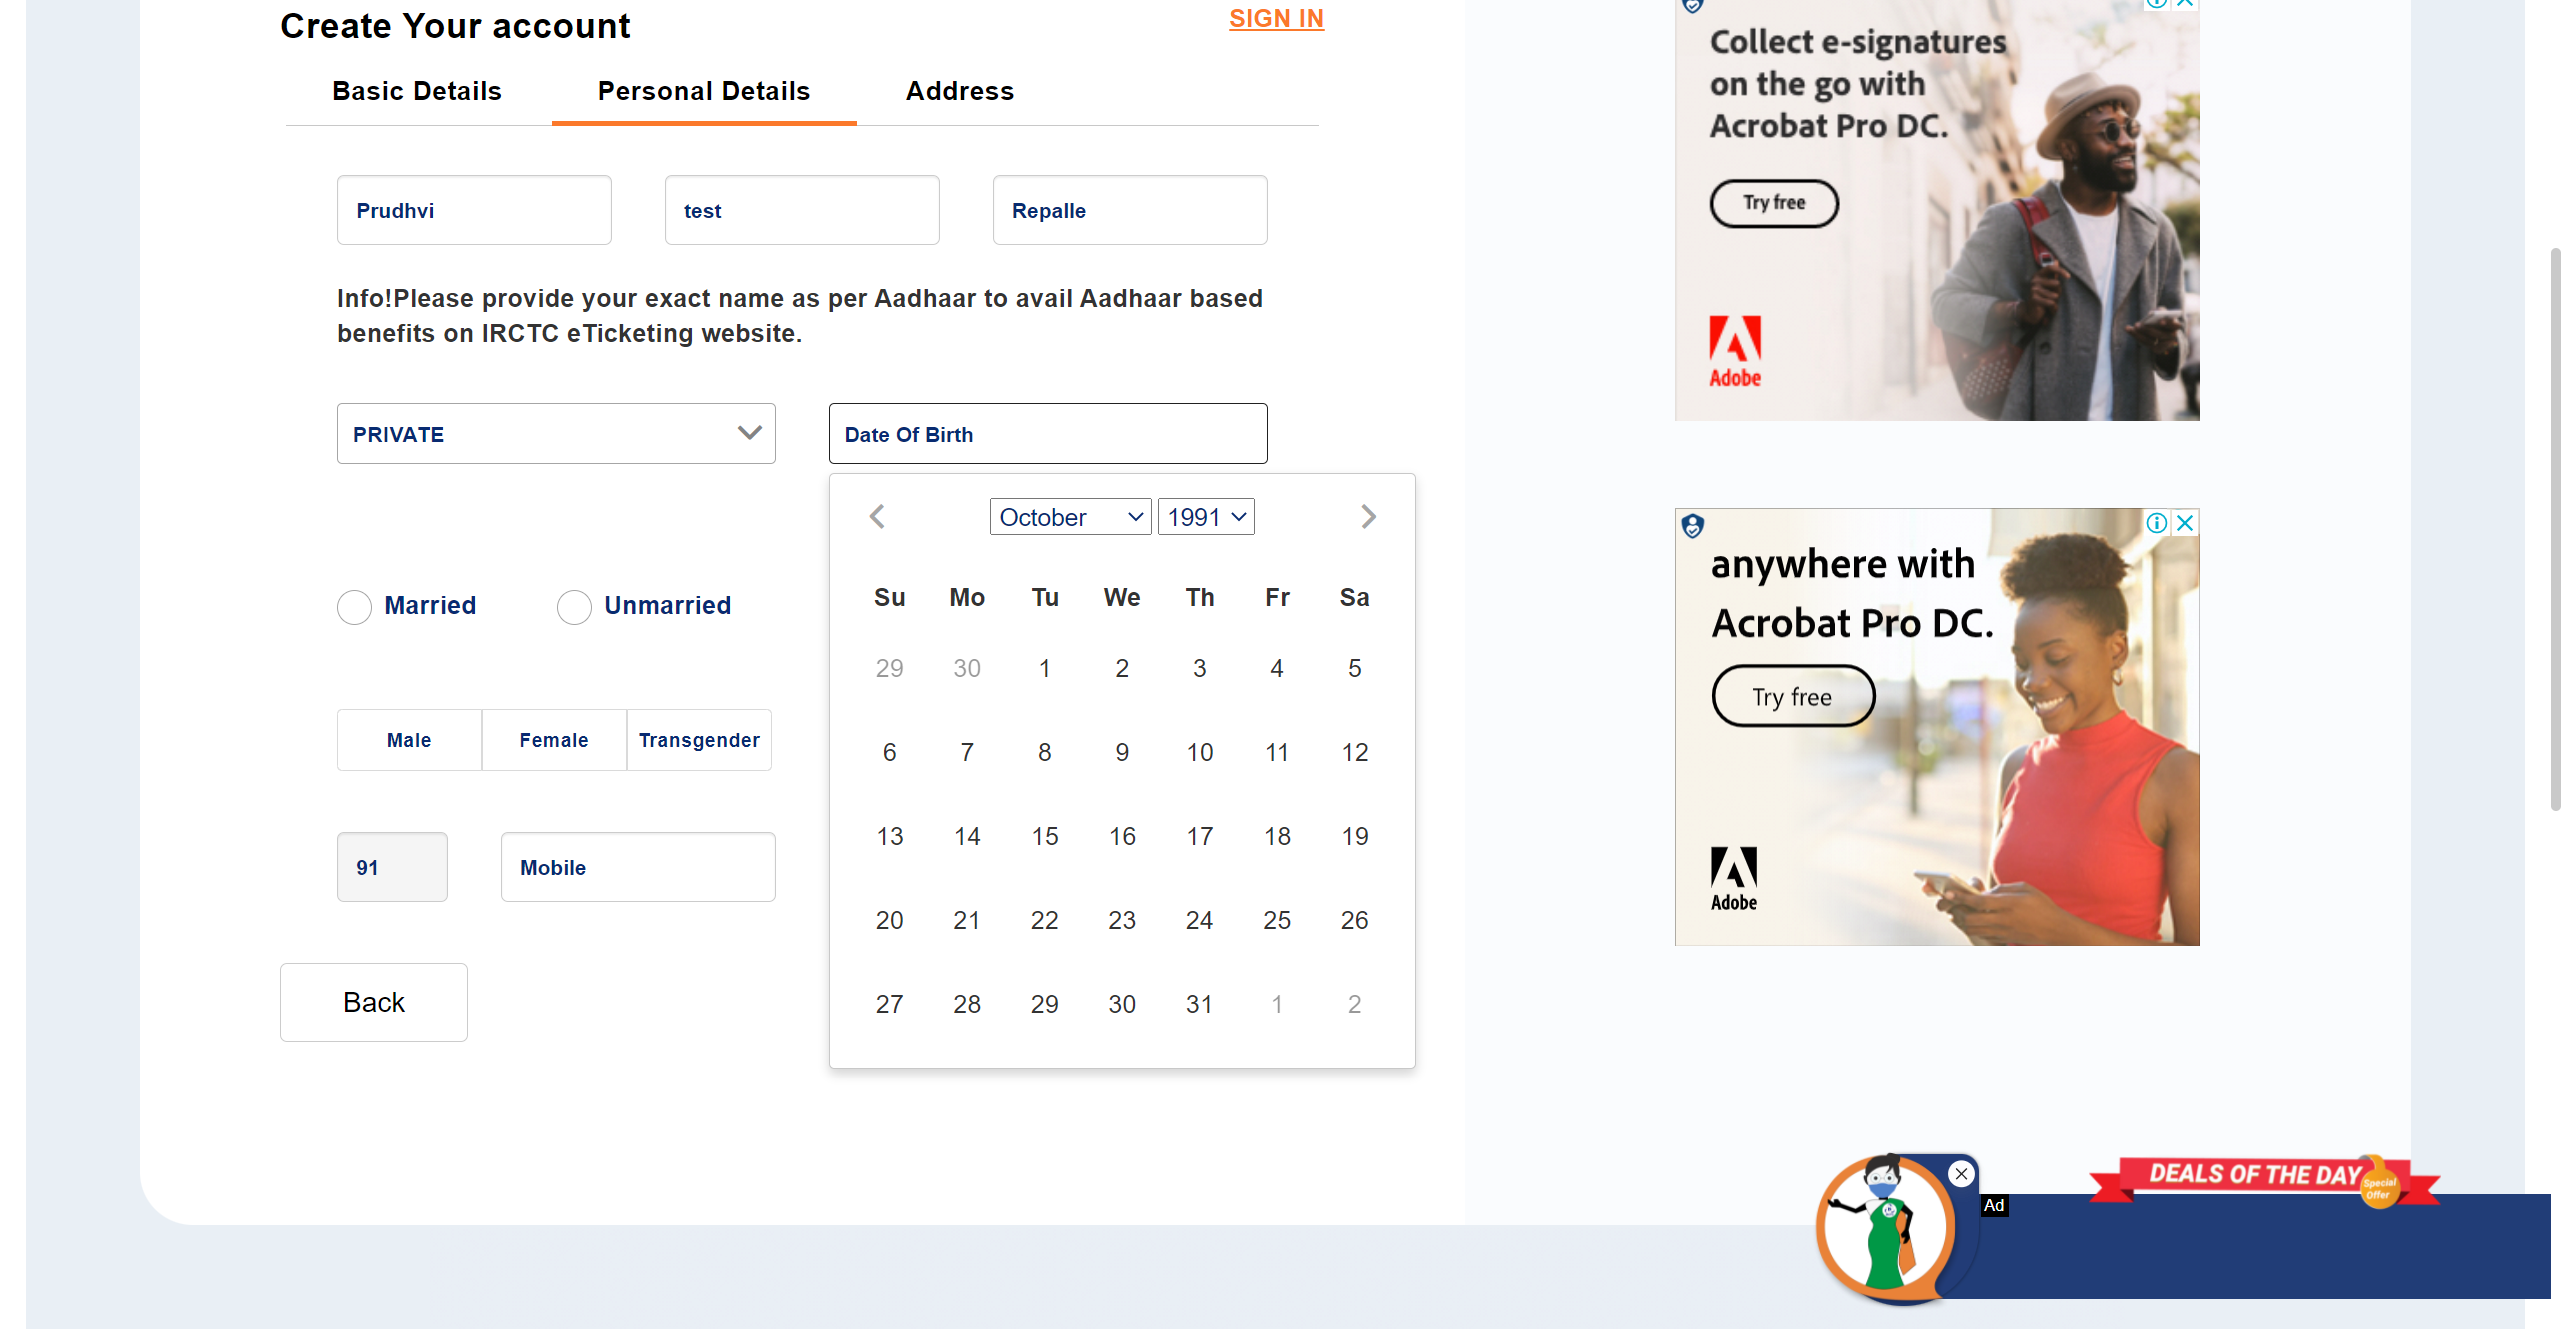 Create Your account
SIGN IN
Basic Details
Personal Details
Address
Prudhvi
test
Repalle
Info!Please provide your exact name as per Aadhaar to avail Aadhaar based
benefits on IRCTC eTicketing website.
PRIVATE
Date Of Birth
October
1991
Su Mo Tu We Th Fr Sa
29 30 1 2 3 4 5
6 7 8 9 10 11 12
13 14 15 16 17 18 19
20 21 22 23 24 25 26
27 28 29 30 31 1 2
Married
Unmarried
Male
Female
Transgender
91
Mobile
Back
Collect e-signatures
on the go with
Acrobat Pro DC.
Try free
Adobe
anywhere with
Acrobat Pro DC.
Try free
Adobe
DEALS OF THE DAY
Special
Offer
Ad